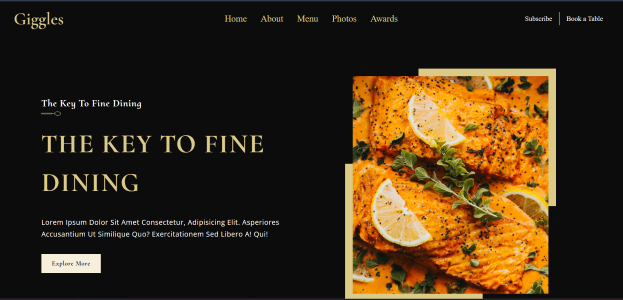 Giggles
Home About Menu Photos Awards
Subscribe Book a Table
The Key To Fine Dining
THE KEY TO FINE
DINING
Lorem Ipsum Dolor Sit Amet Consectetur, Adipisicing Elit. Asperiores
Accusantium Ut Similique Quo? Exercitationem Sed Libero A! Qui!
Explore More